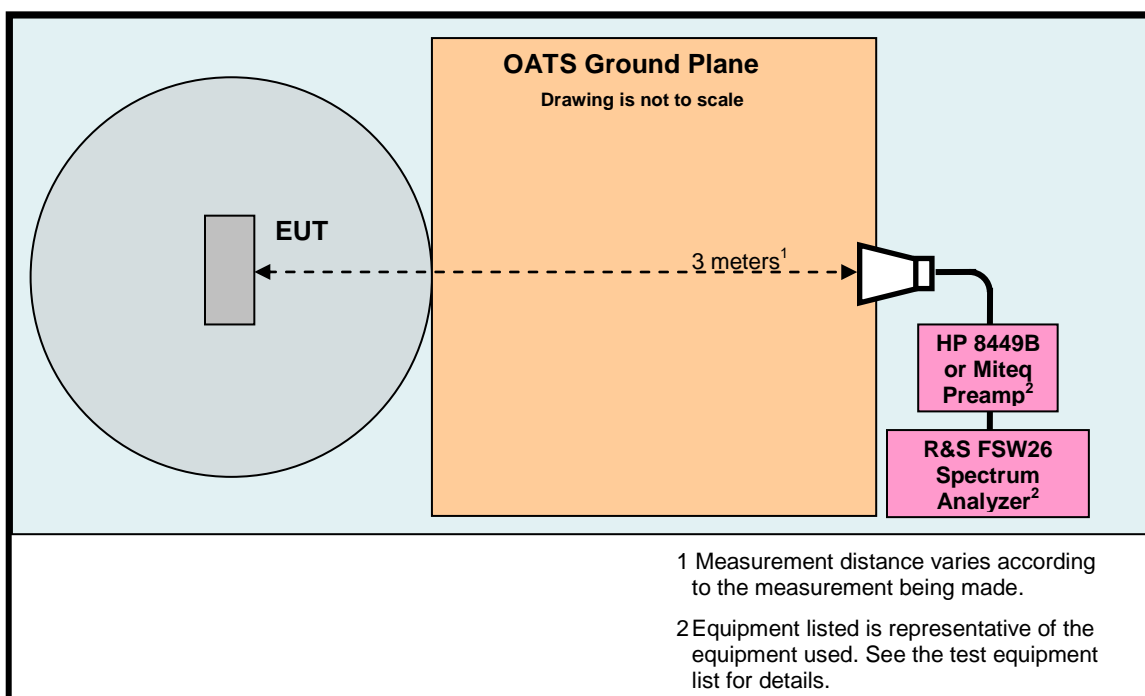 OATS Ground Plane
Drawing is not to scale
EUT
3 meters¹
HP 8449B
or Miteq
Preamp²
R&S FSW26
Spectrum
Analyzer²
1 Measurement distance varies according
to the measurement being made.
2 Equipment listed is representative of the
equipment used. See the test equipment
list for details.